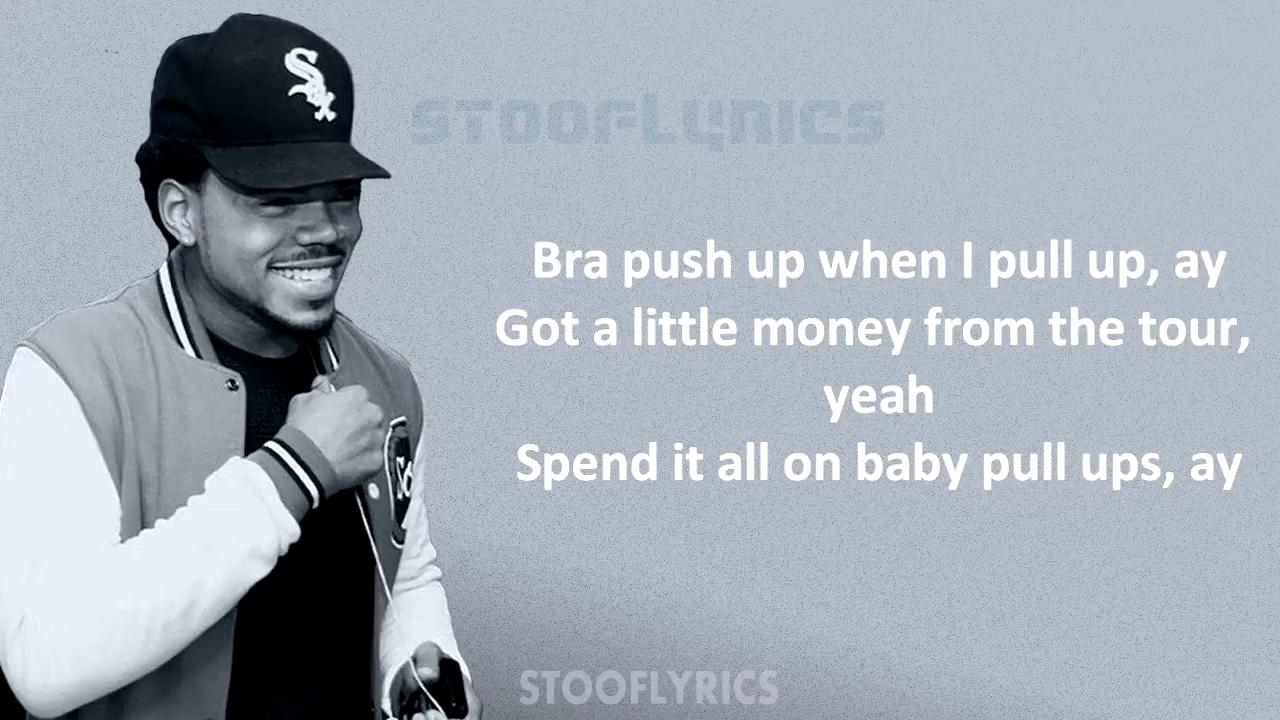 STOOFLYRICS
Bra push up when I pull up, ay
Got a little money from the tour,
yeah
Spend it all on baby pull ups, ay
STOOFLYRICS
Sox